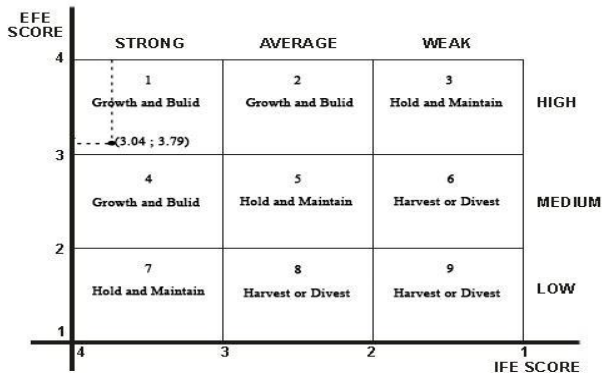 EFE
SCORE
STRONG AVERAGE WEAK
4
1 2 3
Growth and Bulid Growth and Bulid Hold and Maintain HIGH
(3.04 ; 3.79)
3
4 5 6
Growth and Bulid Hold and Maintain Harvest or Divest MEDIUM
2
7 8 9
Hold and Maintain Harvest or Divest Harvest or Divest LOW
1
4 3 2 1
IFE SCORE